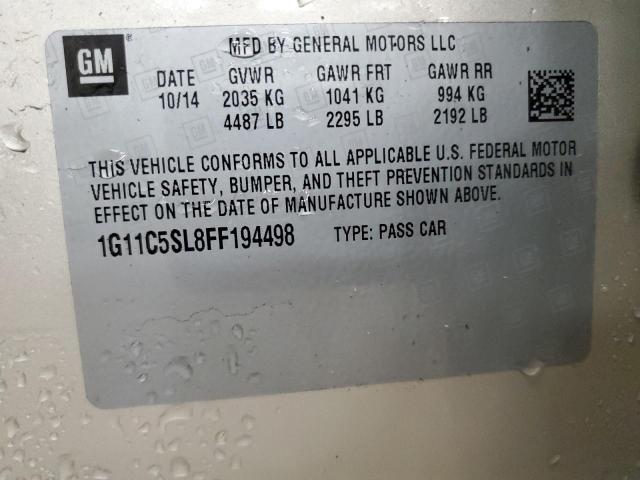 GM ® MFD BY GENERAL MOTORS LLC
DATE GVWR GAWR FRT GAWR RR
10/14 2035 KG 1041 KG 994 KG
4487 LB 2295 LB 2192 LB
THIS VEHICLE CONFORMS TO ALL APPLICABLE U.S. FEDERAL MOTOR
VEHICLE SAFETY, BUMPER, AND THEFT PREVENTION STANDARDS IN
EFFECT ON THE DATE OF MANUFACTURE SHOWN ABOVE.
1G11C5SL8FF194498 TYPE: PASS CAR